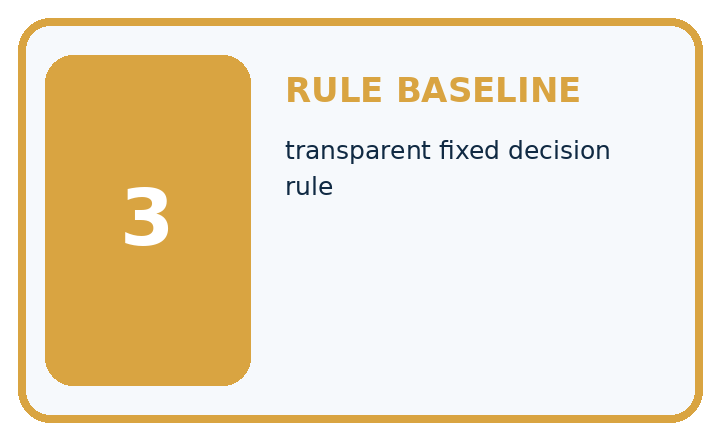 3
RULE BASELINE
transparent fixed decision
rule